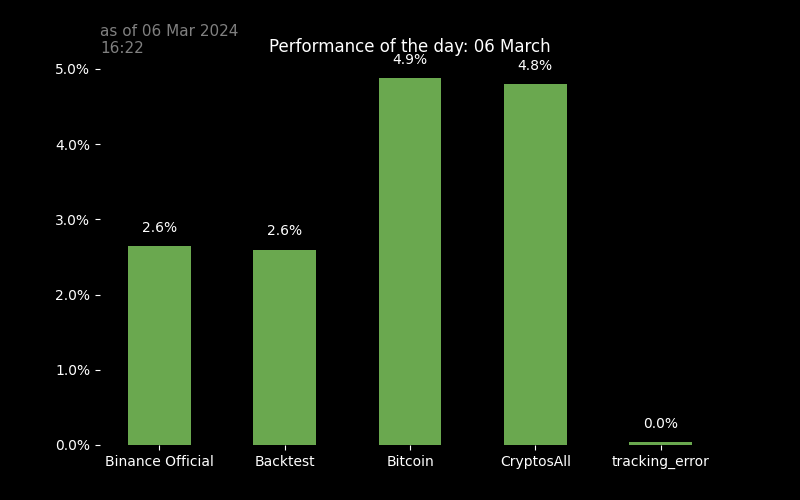 as of 06 Mar 2024
16:22
Performance of the day: 06 March
5.0%
4.0%
3.0%
2.0%
1.0%
0.0%
2.6%
2.6%
4.9%
4.8%
0.0%
Binance Official
Backtest
Bitcoin
CryptosAll
tracking_error